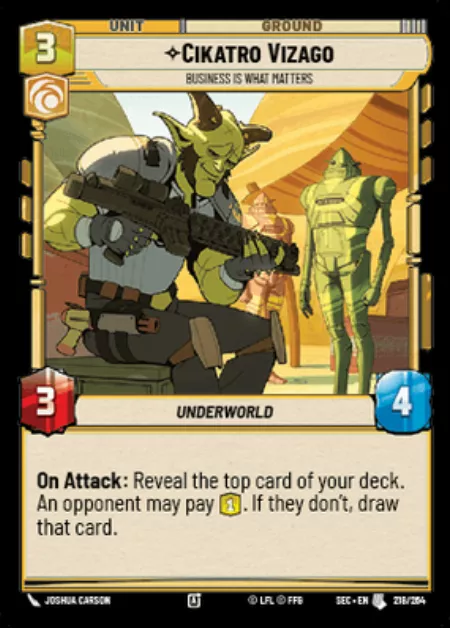 3
UNIT
GROUND
✧CIKATRO VIZAGO
BUSINESS IS WHAT MATTERS
3
UNDERWORLD
4
On Attack: Reveal the top card of your deck.
An opponent may pay 1. If they don't, draw
that card.
JOSHUA CARSON
A
© LFL © FFG
SEC • EN
218/264